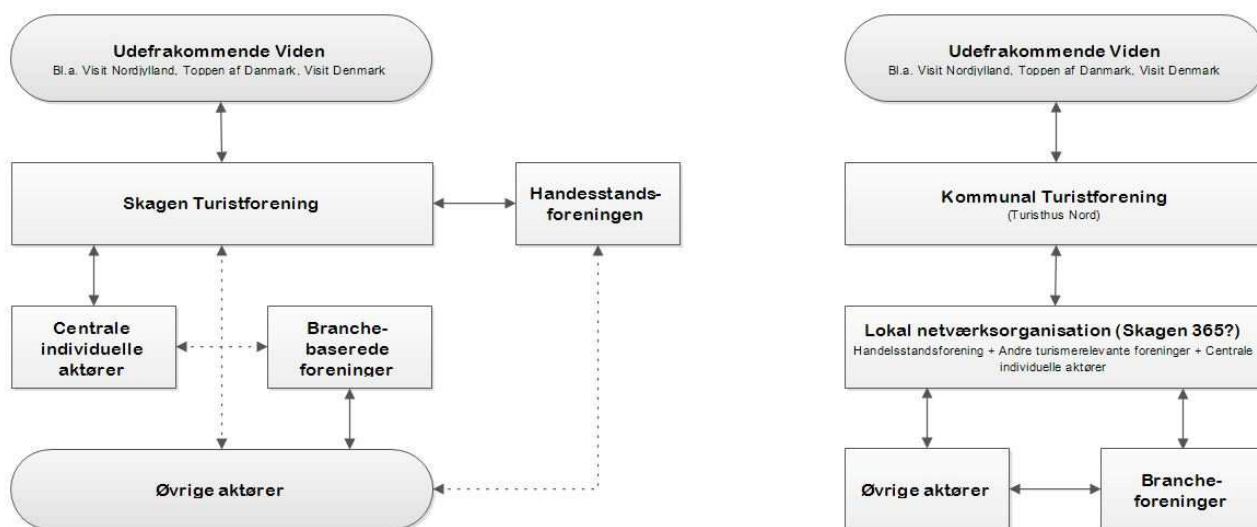 Udefrakommende Viden
Bl.a. Visit Nordjylland, Toppen af Danmark, Visit Denmark
Skagen Turistforening
Handesstands-
foreningen
Centrale
individuelle
aktører
Branche-
baserede
foreninger
Øvrige aktører
Udefrakommende Viden
Bl.a. Visit Nordjylland, Toppen af Danmark, Visit Denmark
Kommunal Turistforening
(Turisthus Nord)
Lokal netværksorganisation (Skagen 365?)
Handelsstandsforening + Andre turismerelevante foreninger + Centrale
individuelle aktører
Øvrige aktører
Branche-
foreninger